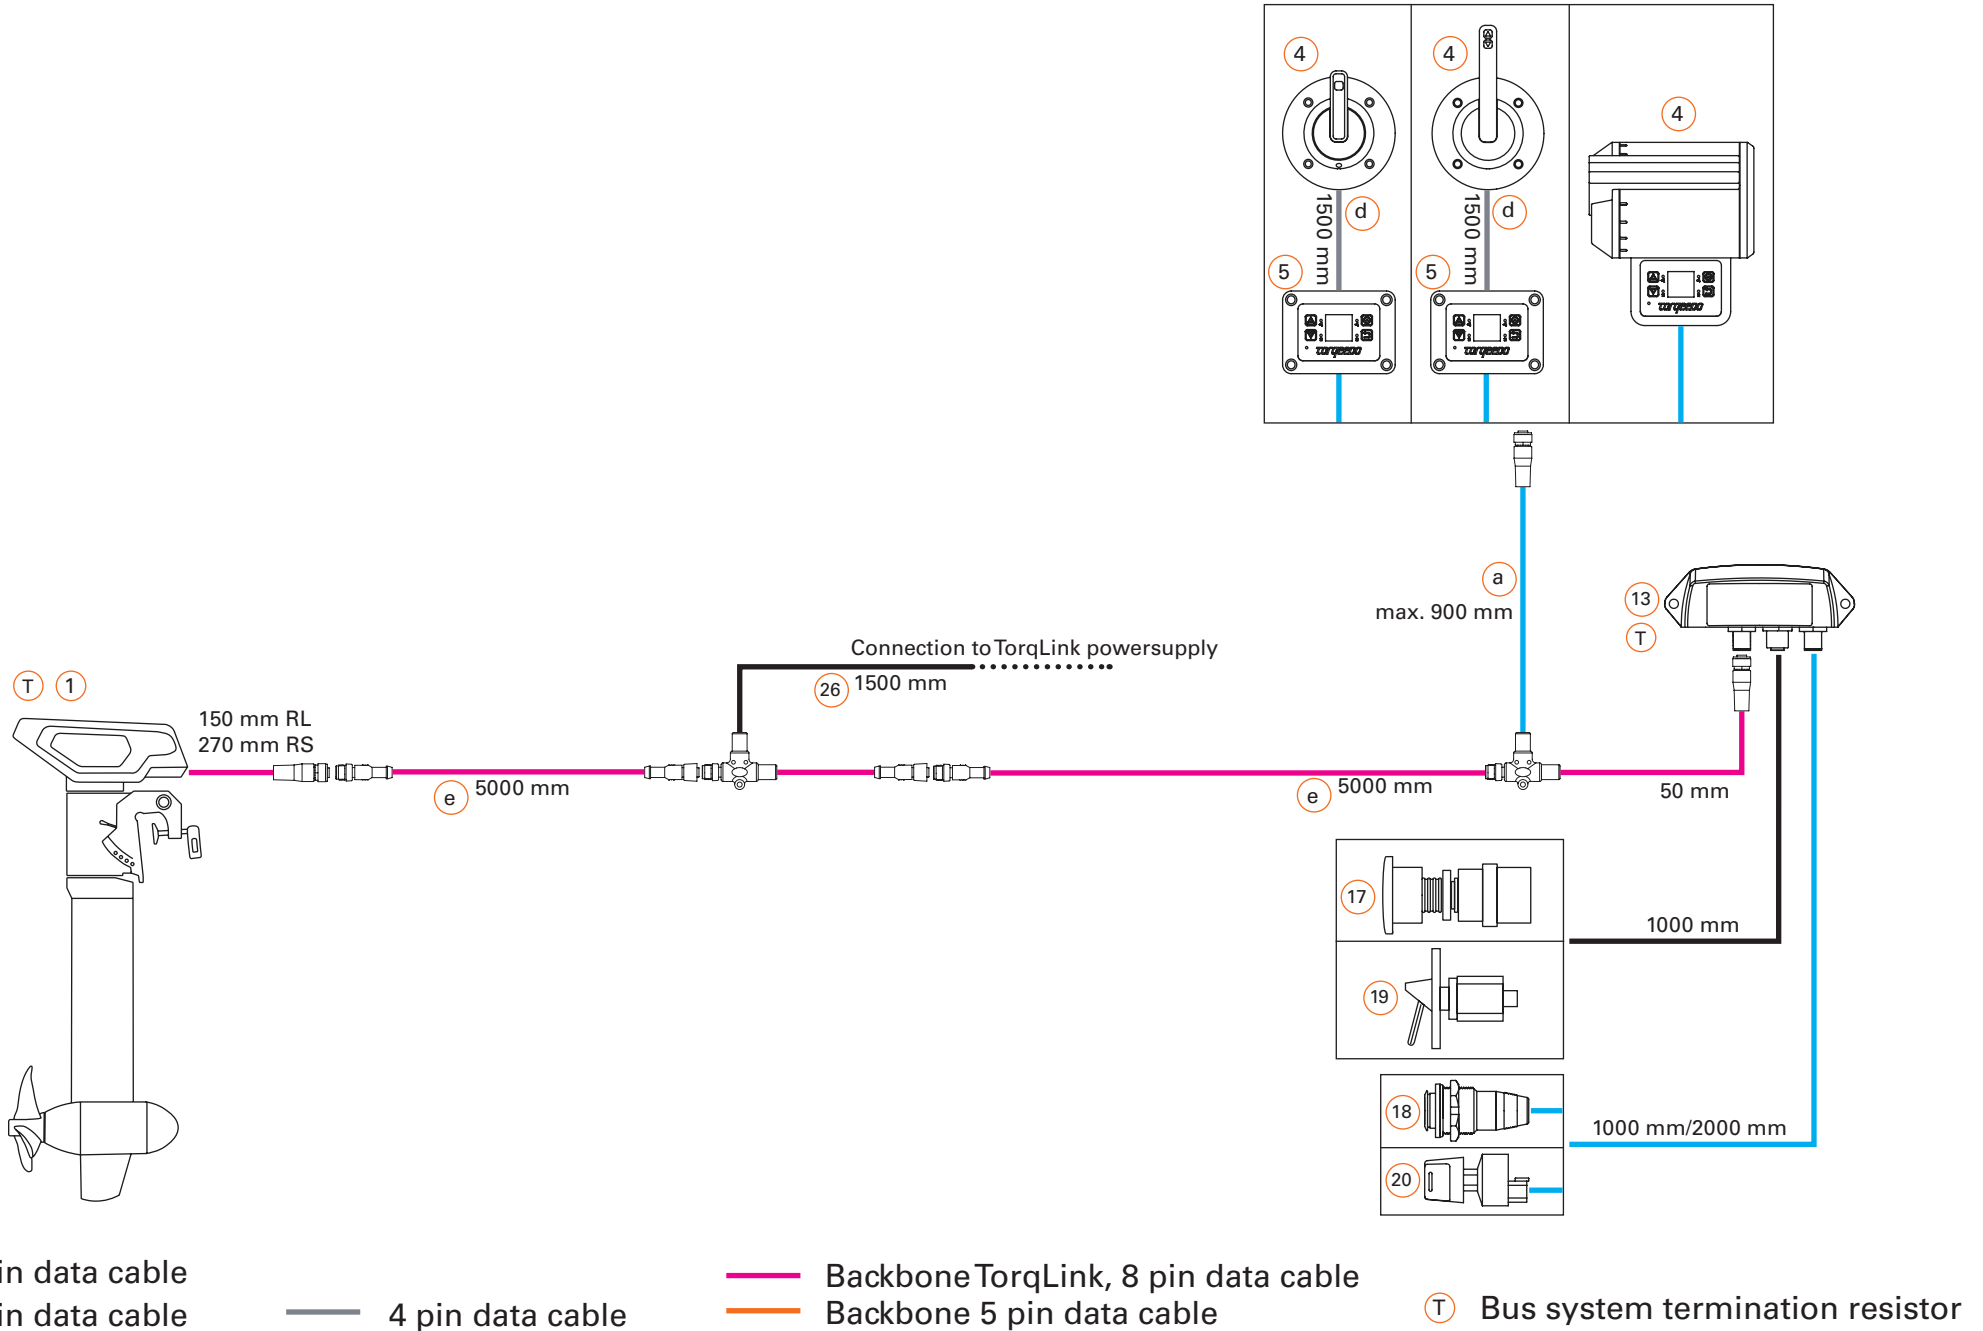 4
4
4
1500 mm
d
1500 mm
d
5
5
torqeedo
torqeedo
torqeedo
a
max. 900 mm
13
T
Connection to TorqLink powersupply
26
1500 mm
T
1
150 mm RL
270 mm RS
e
5000 mm
e
5000 mm
50 mm
17
1000 mm
19
18
1000 mm/2000 mm
20
in data cable
in data cable
4 pin data cable
Backbone TorqLink, 8 pin data cable
Backbone 5 pin data cable
T Bus system termination resistor